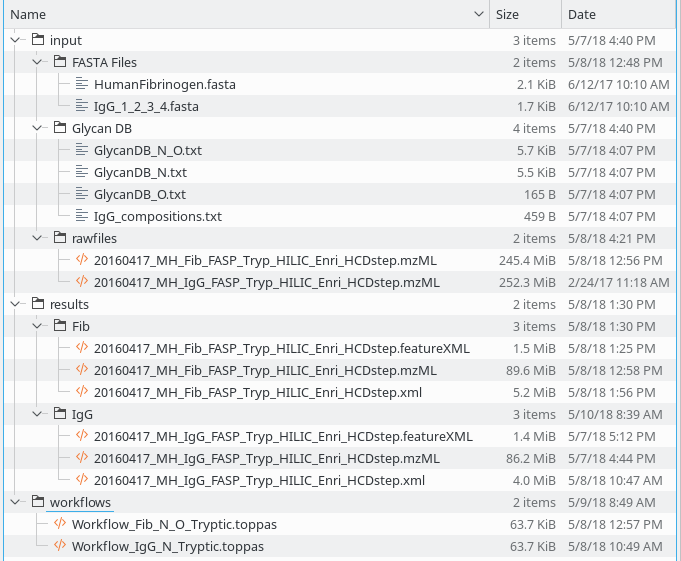 Name Size Date
input 3 items 5/7/18 4:40 PM
FASTA Files 2 items 5/8/18 12:48 PM
HumanFibrinogen.fasta 2.1 KiB 6/12/17 10:10 AM
IgG_1_2_3_4.fasta 1.7 KiB 6/12/17 10:10 AM
Glycan DB 4 items 5/7/18 4:40 PM
GlycanDB_N_O.txt 5.7 KiB 5/7/18 4:07 PM
GlycanDB_N.txt 5.5 KiB 5/7/18 4:07 PM
GlycanDB_O.txt 165 B 5/7/18 4:07 PM
IgG_compositions.txt 459 B 5/7/18 4:07 PM
rawfiles 2 items 5/8/18 4:21 PM
20160417_MH_Fib_FASP_Tryp_HILIC_Enri_HCDstep.mzML 245.4 MiB 5/8/18 12:56 PM
20160417_MH_IgG_FASP_Tryp_HILIC_Enri_HCDstep.mzML 252.3 MiB 2/24/17 11:18 AM
results 2 items 5/8/18 1:30 PM
Fib 3 items 5/8/18 1:30 PM
20160417_MH_Fib_FASP_Tryp_HILIC_Enri_HCDstep.featureXML 1.5 MiB 5/8/18 1:25 PM
20160417_MH_Fib_FASP_Tryp_HILIC_Enri_HCDstep.mzML 89.6 MiB 5/8/18 12:58 PM
20160417_MH_Fib_FASP_Tryp_HILIC_Enri_HCDstep.xml 5.2 MiB 5/8/18 1:56 PM
IgG 3 items 5/10/18 8:39 AM
20160417_MH_IgG_FASP_Tryp_HILIC_Enri_HCDstep.featureXML 1.4 MiB 5/7/18 5:12 PM
20160417_MH_IgG_FASP_Tryp_HILIC_Enri_HCDstep.mzML 86.2 MiB 5/7/18 4:44 PM
20160417_MH_IgG_FASP_Tryp_HILIC_Enri_HCDstep.xml 4.0 MiB 5/8/18 10:47 AM
workflows 2 items 5/9/18 8:49 AM
Workflow_Fib_N_O_Tryptic.toppas 63.7 KiB 5/8/18 12:57 PM
Workflow_IgG_N_Tryptic.toppas 63.7 KiB 5/8/18 10:49 AM